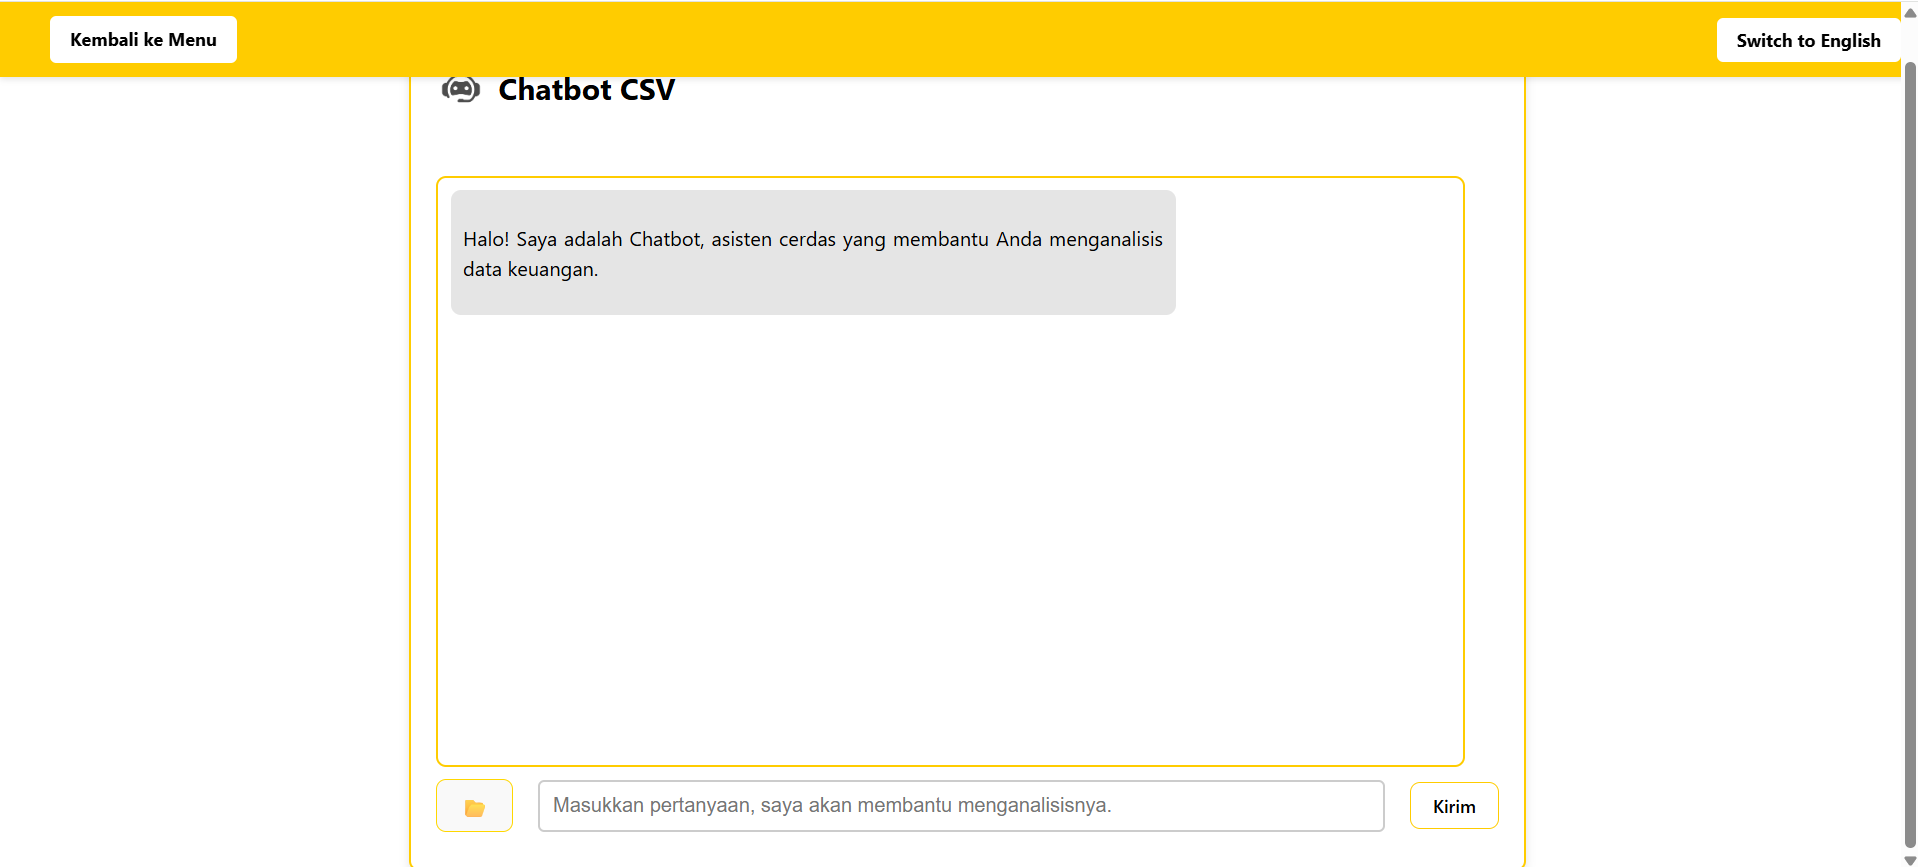 Kembali ke Menu
Switch to English
Chatbot CSV
Halo! Saya adalah Chatbot, asisten cerdas yang membantu Anda menganalisis
data keuangan.
Masukkan pertanyaan, saya akan membantu menganalisisnya.
Kirim